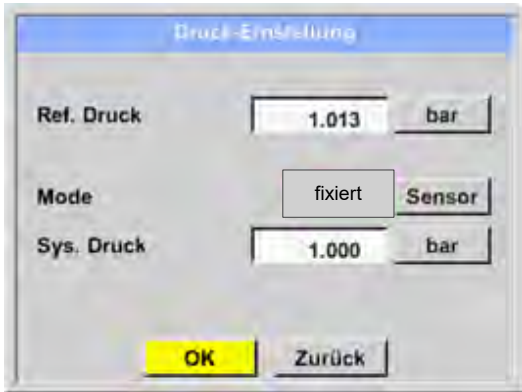 Druck-Einstellung
Ref. Druck 1.013 bar
Mode fixiert Sensor
Sys. Druck 1.000 bar
OK Zurück